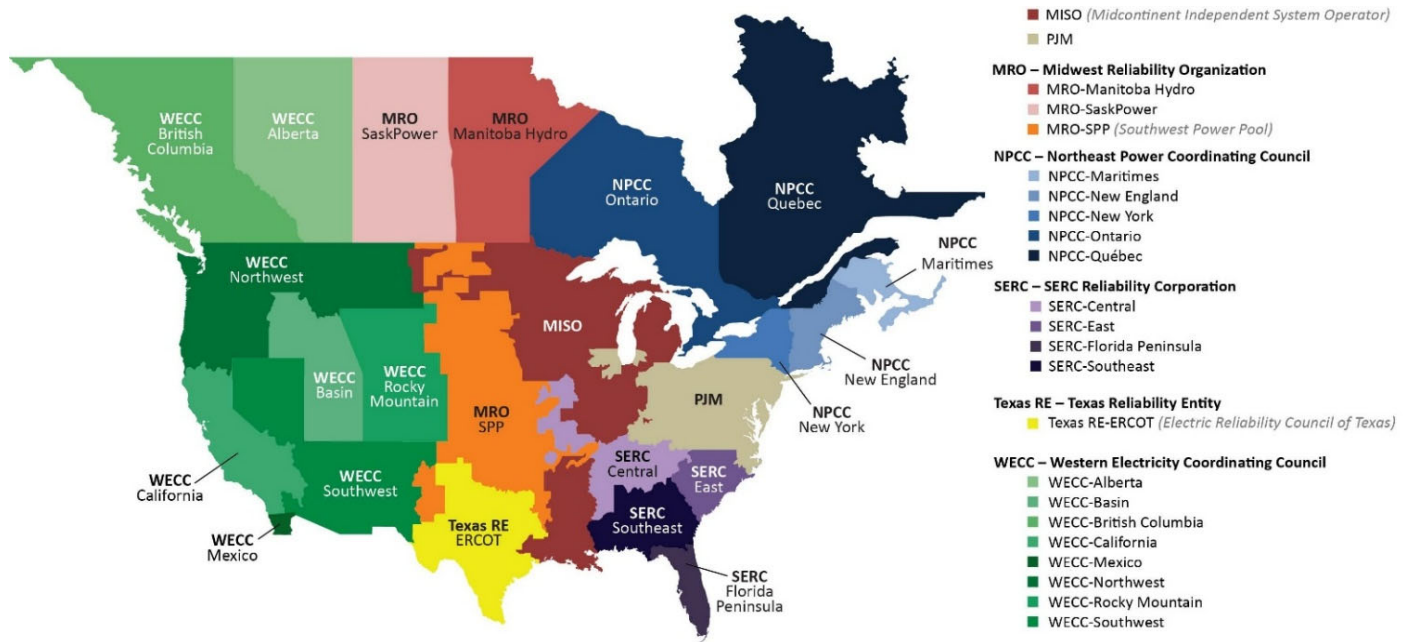 WECC
British
Columbia
WECC
Alberta
MRO
SaskPower
MRO
Manitoba Hydro
NPCC
Ontario
NPCC
Quebec
NPCC
Maritimes
WECC
Northwest
MISO
NPCC
New England
WECC
Basin
WECC
Rocky
Mountain
MRO
SPP
PJM
NPCC
New York
WECC
California
WECC
Southwest
SERC
Central
SERC
East
WECC
Mexico
Texas RE
ERCOT
SERC
Southeast
SERC
Florida
Peninsula
MISO (Midcontinent Independent System Operator)
PJM
MRO – Midwest Reliability Organization
MRO-Manitoba Hydro
MRO-SaskPower
MRO-SPP (Southwest Power Pool)
NPCC – Northeast Power Coordinating Council
NPCC-Maritimes
NPCC-New England
NPCC-New York
NPCC-Ontario
NPCC-Québec
SERC – SERC Reliability Corporation
SERC-Central
SERC-East
SERC-Florida Peninsula
SERC-Southeast
Texas RE – Texas Reliability Entity
Texas RE-ERCOT (Electric Reliability Council of Texas)
WECC – Western Electricity Coordinating Council
WECC-Alberta
WECC-Basin
WECC-British Columbia
WECC-California
WECC-Mexico
WECC-Northwest
WECC-Rocky Mountain
WECC-Southwest